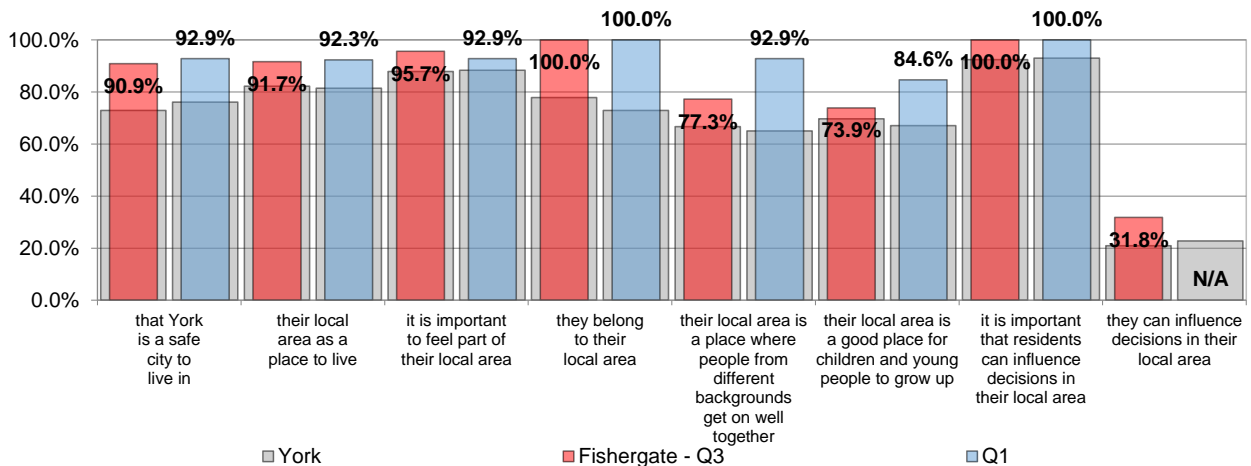 100.0%
100.0%
92.9%
92.3%
92.9%
100.0%
92.9%
84.6%
100.0%
80.0%
60.0%
40.0%
20.0%
0.0%
90.9%
91.7%
95.7%
100.0%
77.3%
73.9%
100.0%
31.8%
N/A
that York
is a safe
city to
live in
their local
area as a
place to live
it is important
to feel part of
their local area
they belong
to their
local area
their local area is
a place where
people from
different
backgrounds
get on well
together
their local area is
a good place for
children and young
people to grow up
it is important
that residents
can influence
decisions in
their local area
they can influence
decisions in their
local area
York
Fishergate - Q3
Q1